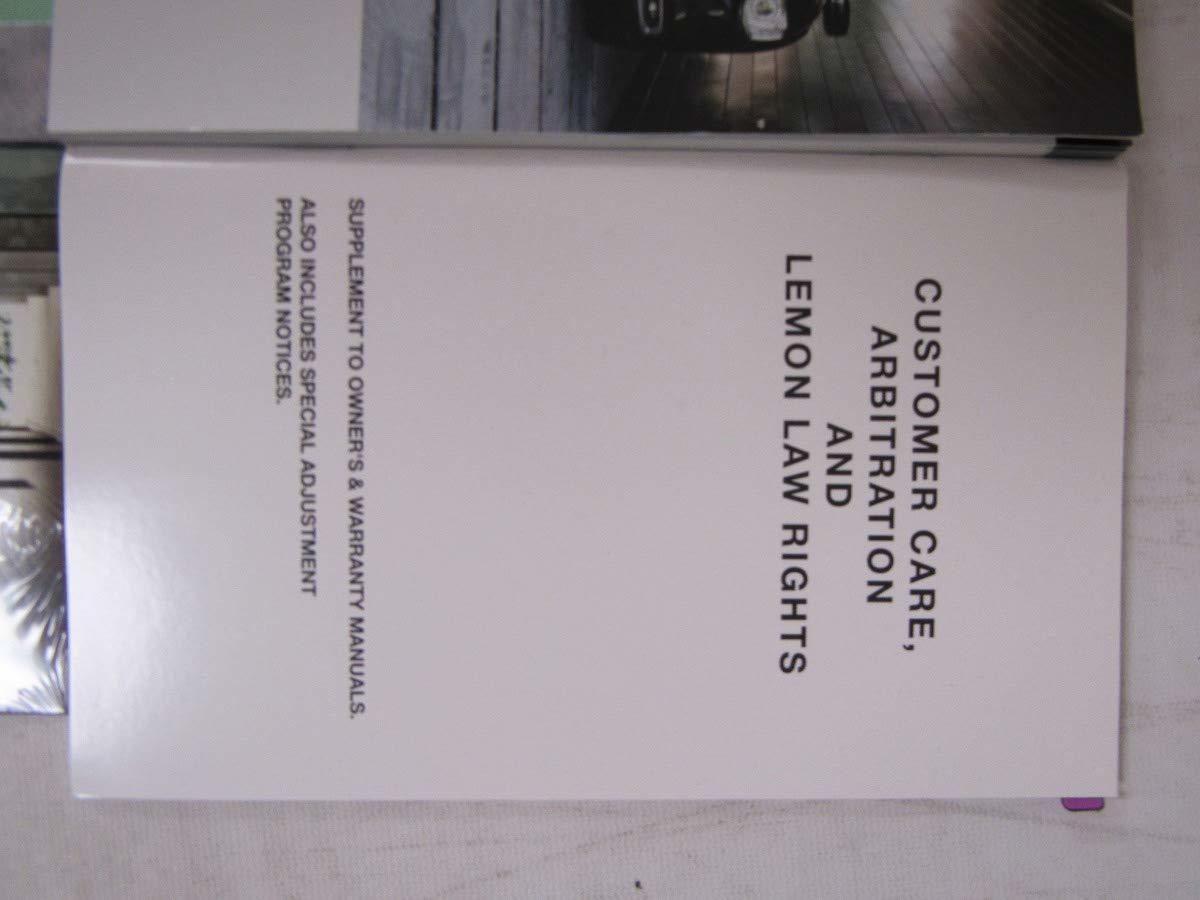 CUSTOMER CARE,
ARBITRATION
AND
LEMON LAW RIGHTS
SUPPLEMENT TO OWNER'S & WARRANTY MANUALS.
ALSO INCLUDES SPECIAL ADJUSTMENT
PROGRAM NOTICES.